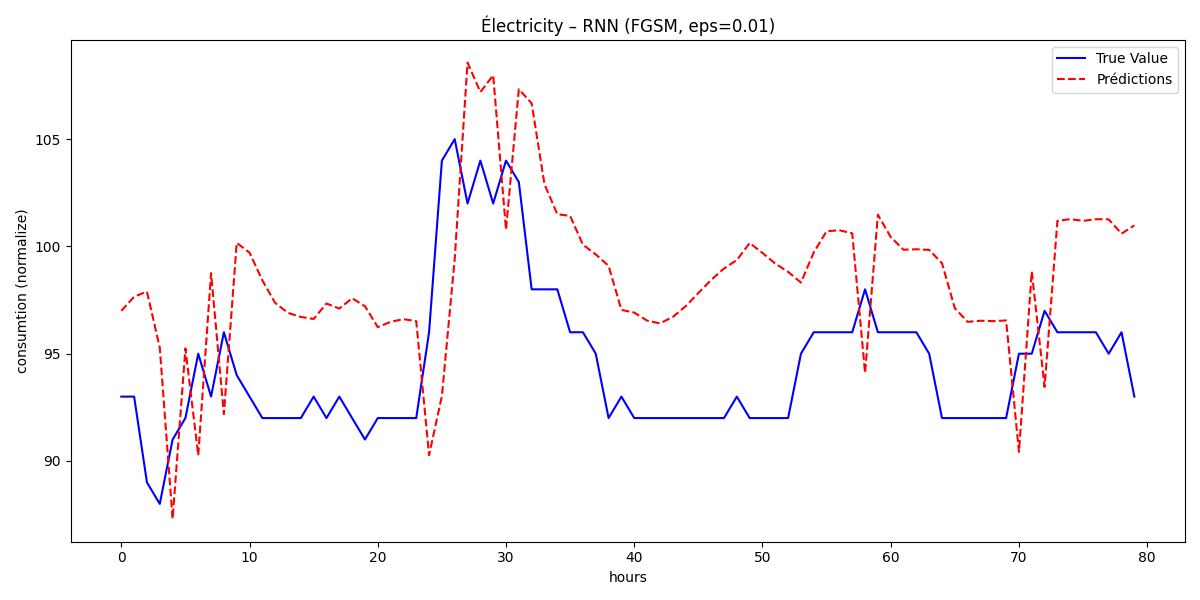 Électricity – RNN (FGSM, eps=0.01)
True Value
Prédictions
consumtion (normalize)
105
100
95
90
0 10 20 30 40 50 60 70 80
hours